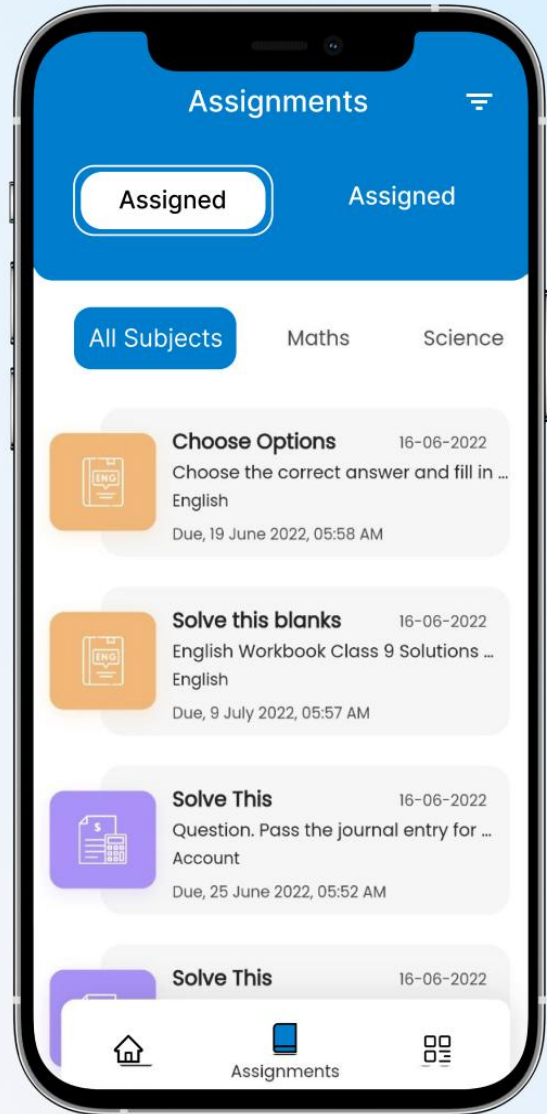 Assignments
Assigned
Assigned
All Subjects
Maths
Science
Choose Options 16-06-2022
Choose the correct answer and fill in ...
English
Due, 19 June 2022, 05:58 AM
ENG
Solve this blanks 16-06-2022
English Workbook Class 9 Solutions ...
English
Due, 9 July 2022, 05:57 AM
ENG
Solve This 16-06-2022
Question. Pass the journal entry for ...
Account
Due, 25 June 2022, 05:52 AM
$
Solve This 16-06-2022
Assignments